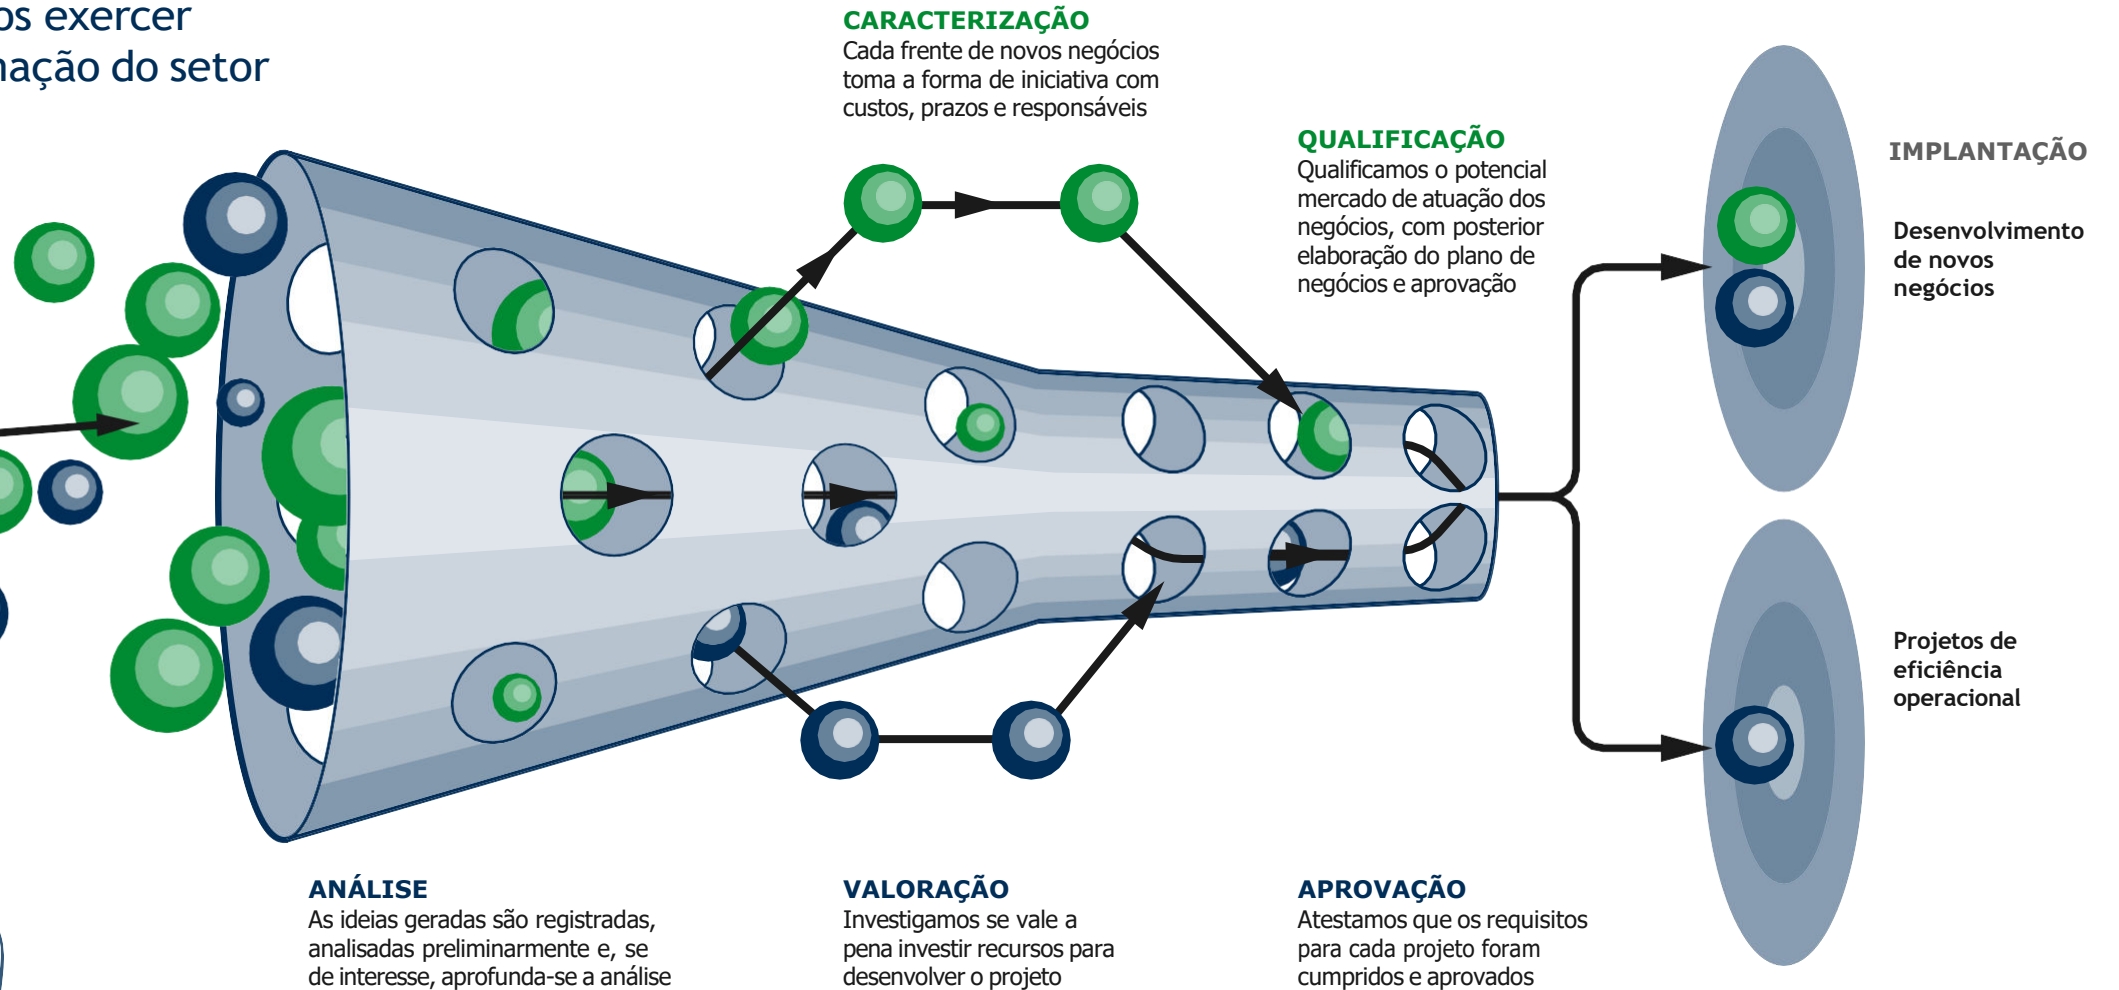 exercer
do setor
CARACTERIZAÇÃO
Cada frente de novos negócios
toma a forma de iniciativa com
custos, prazos e responsáveis
QUALIFICAÇÃO
Qualificamos o potencial
mercado de atuação dos
negócios, com posterior
elaboração do plano de
negócios e aprovação
IMPLANTAÇÃO
Desenvolvimento
de novos
negócios
Projetos de
eficiência
operacional
ANÁLISE
As ideias geradas são registradas,
analisadas preliminarmente e, se
de interesse, aprofunda-se a análise
VALORAÇÃO
Investigamos se vale a
pena investir recursos para
desenvolver o projeto
APROVAÇÃO
Atestamos que os requisitos
para cada projeto foram
cumpridos e aprovados